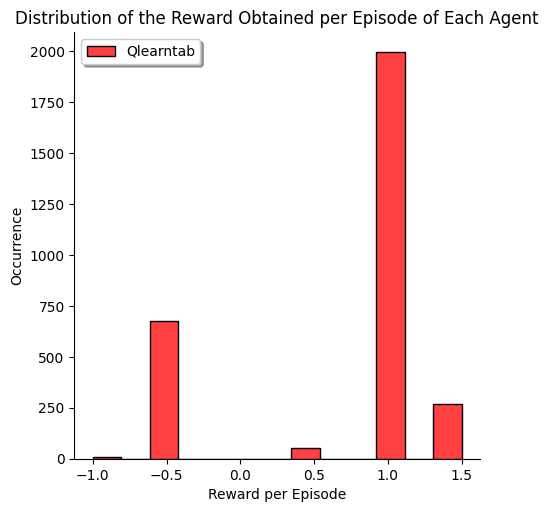 Distribution of the Reward Obtained per Episode of Each Agent
Qlearntab
2000
1750
1500
1250
1000
750
500
250
0
Occurrence
−1.0 −0.5 0.0 0.5 1.0 1.5
Reward per Episode